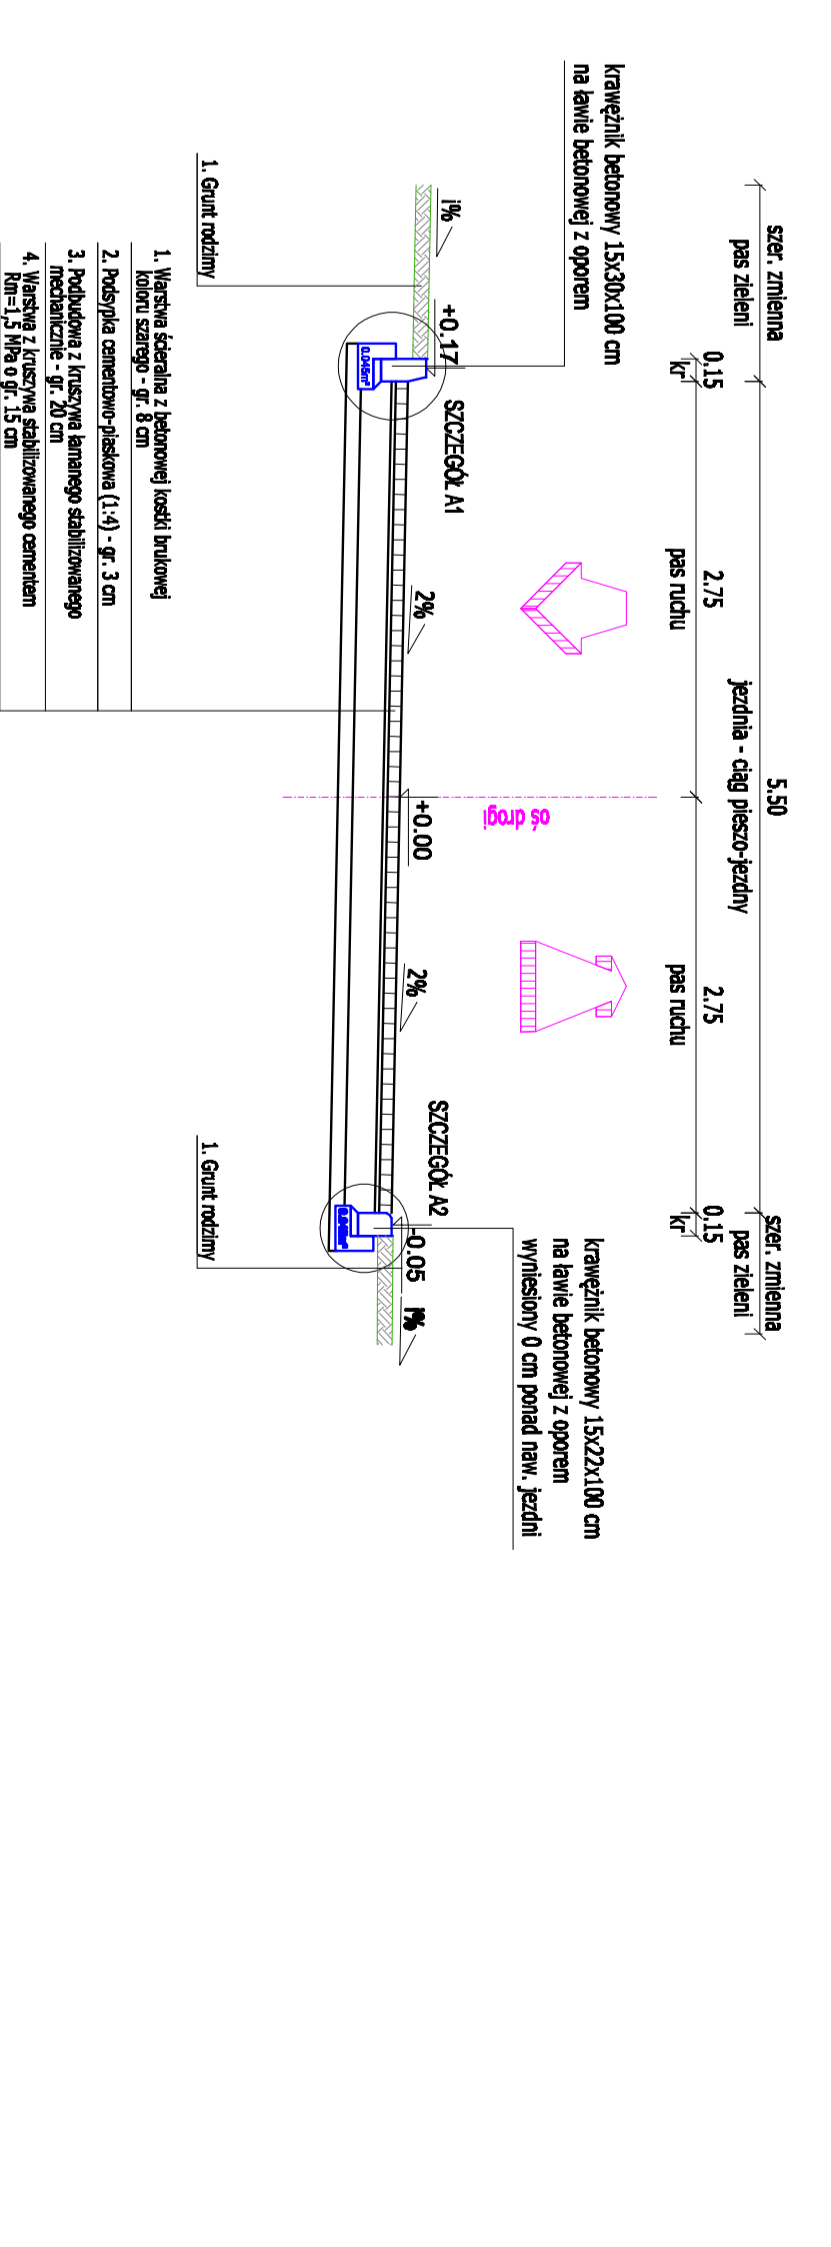 szer. zmienna
pas zieleni
5.50
jezdnia - ciąg pieszo-jezdny
szer. zmienna
pas zieleni
0.15
kr
2.75
pas ruchu
2.75
pas ruchu
0.15
kr
krawężnik betonowy 15x30x100 cm
na ławie betonowej z oporem
krawężnik betonowy 15x22x100 cm
na ławie betonowej z oporem
wyniesiony 0 cm ponad naw. jezdni
oś drogi
i%
+0.17
SZCZEGÓŁ A1
2%
+0.00
2%
SZCZEGÓŁ A2
-0.05
i%
0.045m²
1. Grunt rodzimy
1. Grunt rodzimy
1. Warstwa ścieralna z betonowej kostki brukowej
koloru szarego - gr. 8 cm
2. Podsypka cementowo-piaskowa (1:4) - gr. 3 cm
3. Podbudowa z kruszywa łamanego stabilizowanego
mechanicznie - gr. 20 cm
4. Warstwa z kruszywa stabilizowanego cementem
Rm=1,5 MPa o gr. 15 cm